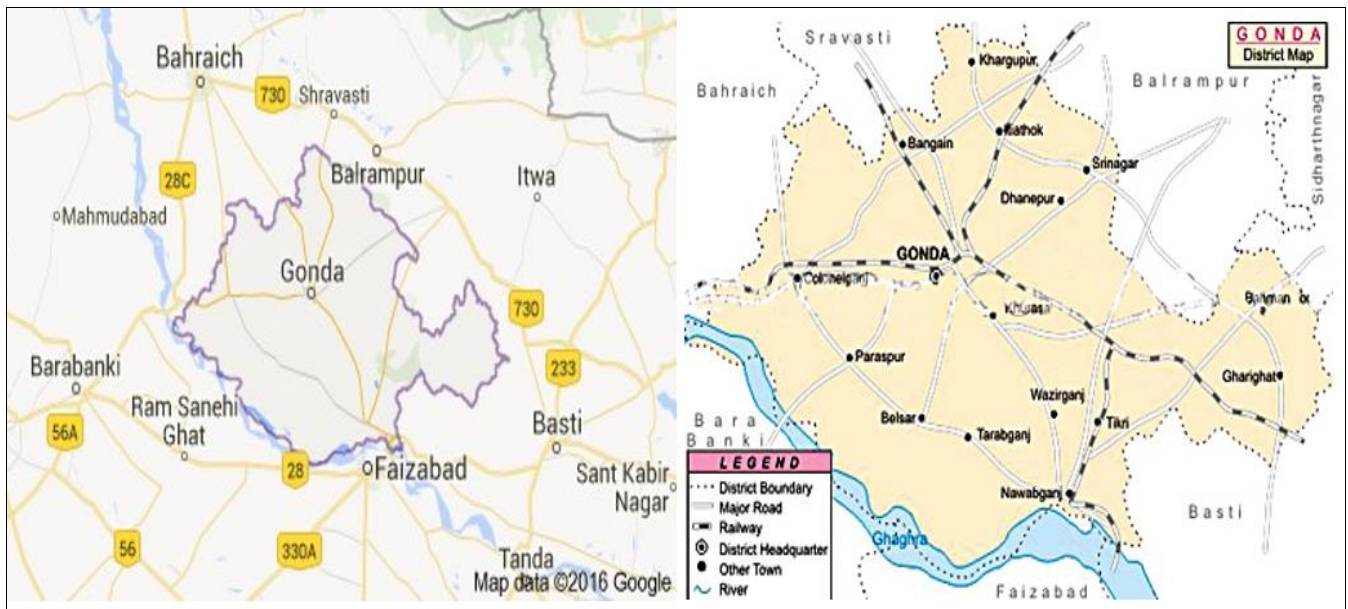 Bahraich
730
Shravasti
Balrampur
Itwa
28C
Mahmudabad
Gonda
730
Barabanki
233
Ram Sanehi
Ghat
56A
Basti
28
Faizabad
Sant Kabir
Nagar
56
330A
Tanda
Map data ©2016 Google
GONDA
District Map
Sravasti
Khargupur
Bahraich
Balrampur
Sidharthnagar
Bangain
Srinagar
Dhanepur
GONDA
Colonelganj
Paraspur
Gharighat
Wazirganj
Belsar
Tikri
Tarabganj
Bara
Banki
Nawabganj
Basti
Ghaghra
Faizabad
LEGEND
District Boundary
Major Road
Railway
District Headquarter
Other Town
River